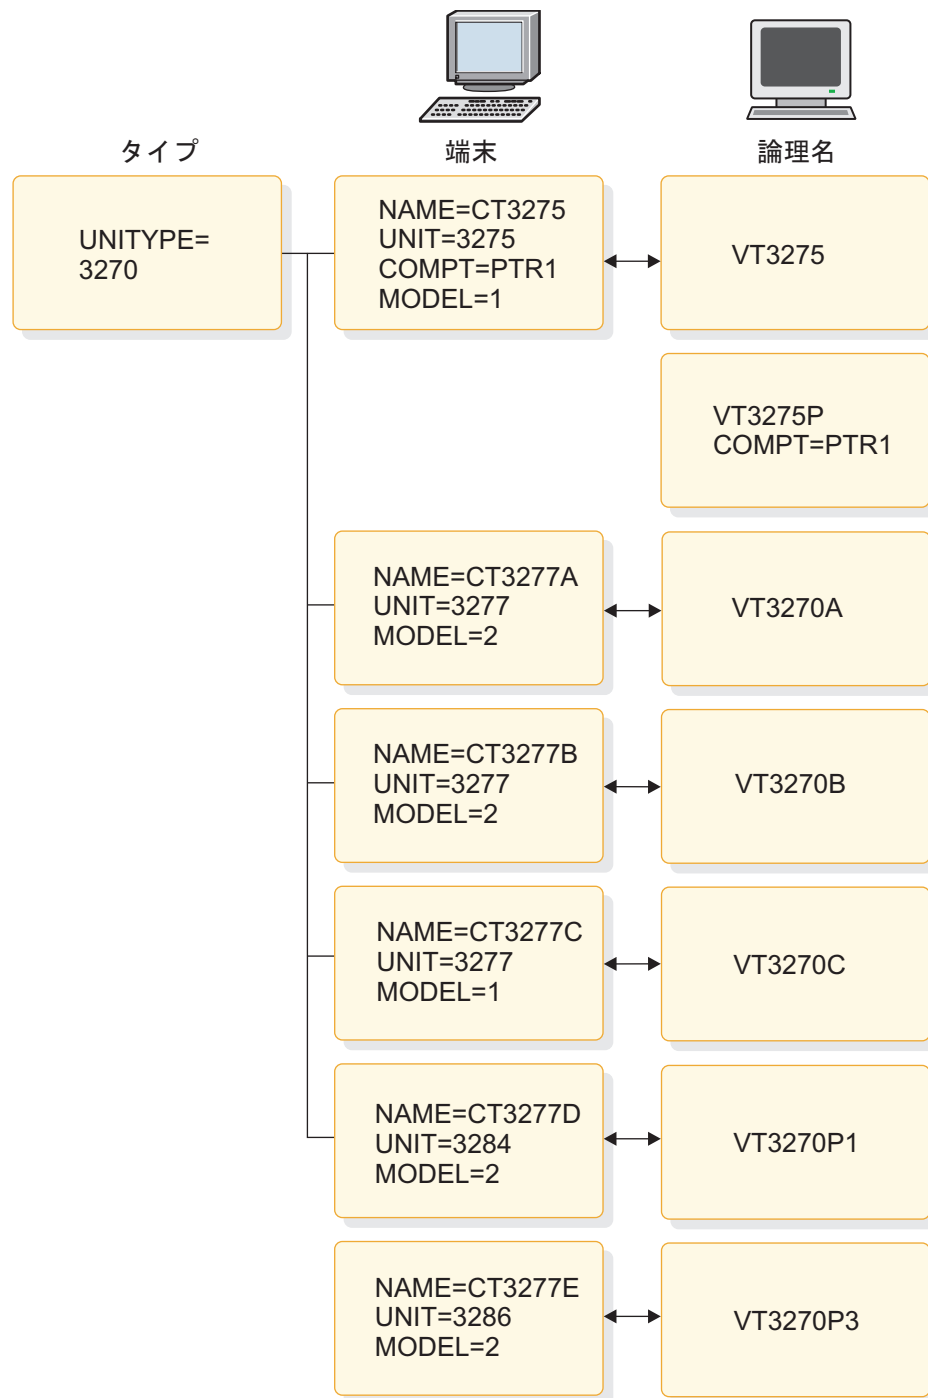 タイプ
端末
論理名
UNITYPE=
3270
NAME=CT3275
UNIT=3275
COMPT=PTR1
MODEL=1
VT3275
VT3275P
COMPT=PTR1
NAME=CT3277A
UNIT=3277
MODEL=2
VT3270A
NAME=CT3277B
UNIT=3277
MODEL=2
VT3270B
NAME=CT3277C
UNIT=3277
MODEL=1
VT3270C
NAME=CT3277D
UNIT=3284
MODEL=2
VT3270P1
NAME=CT3277E
UNIT=3286
MODEL=2
VT3270P3